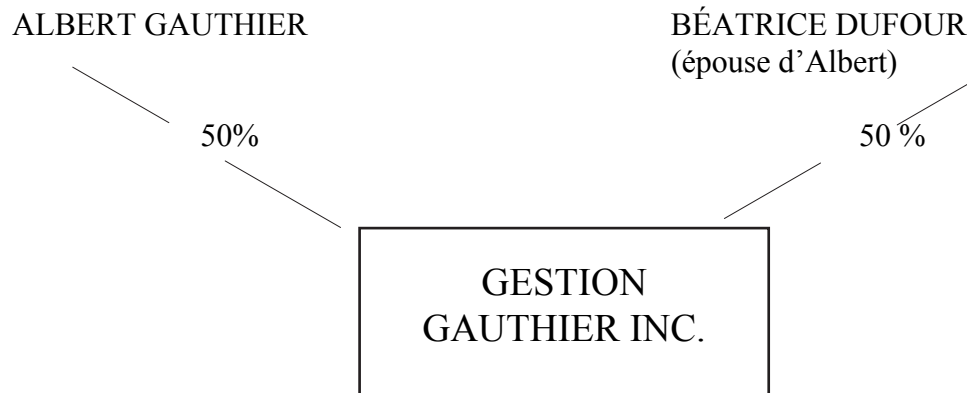 ALBERT GAUTHIER
BÉATRICE DUFOUR
(épouse d’Albert)
50%
50 %
GESTION
GAUTHIER INC.